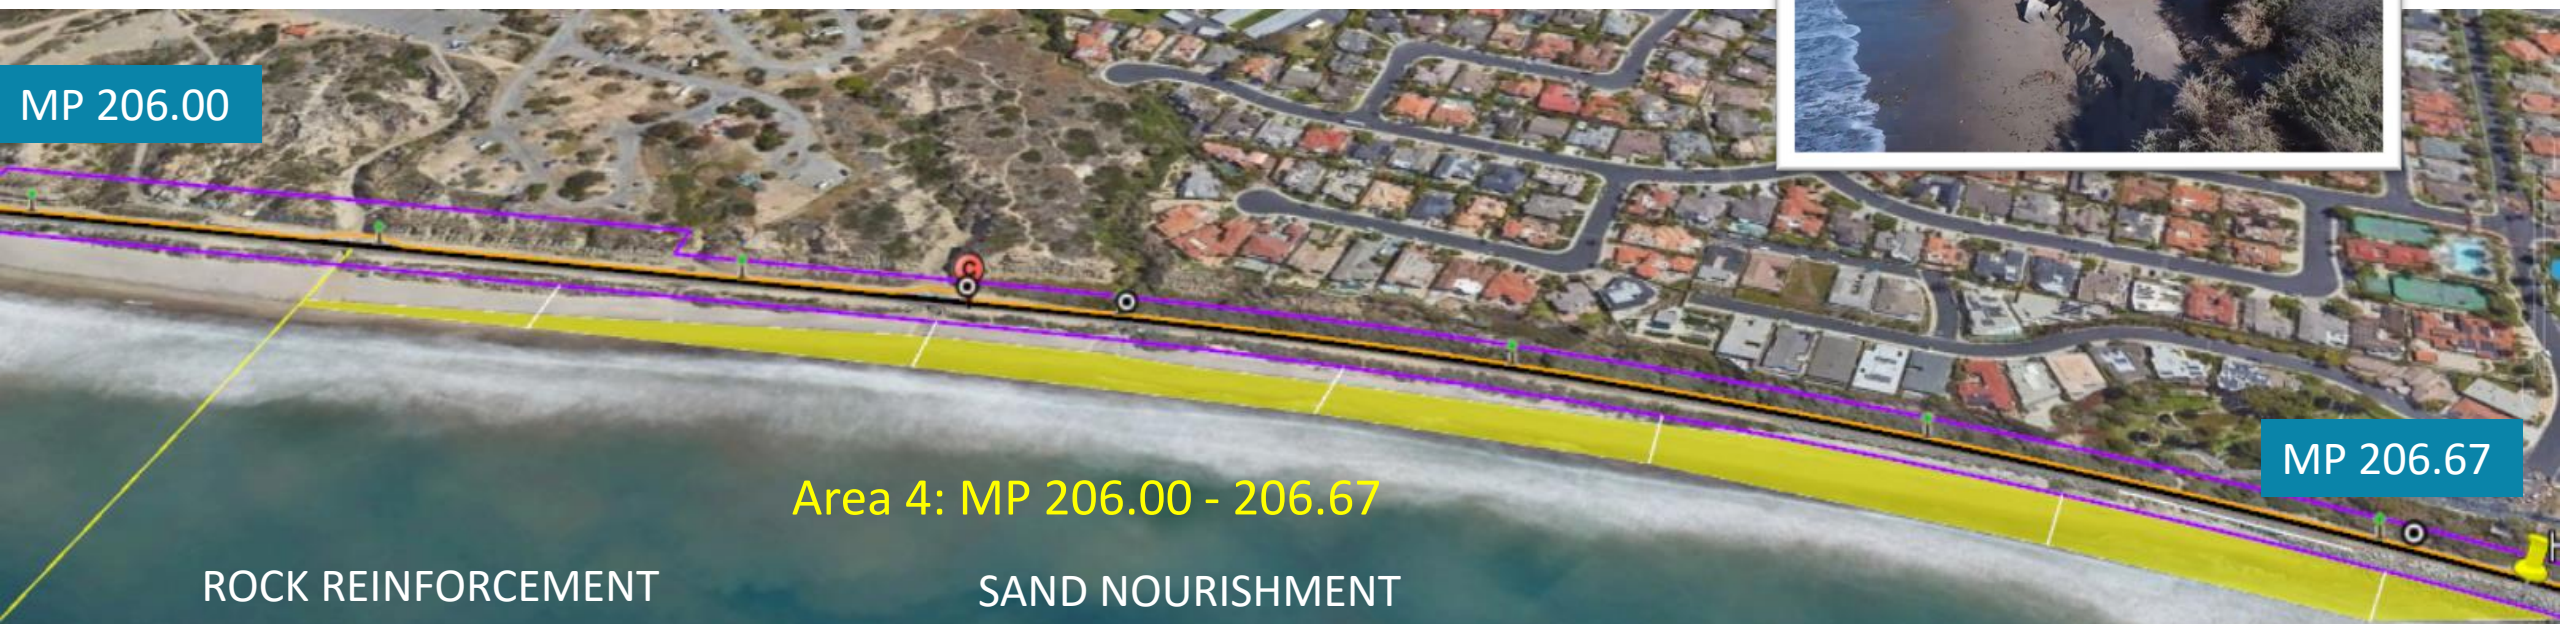 MP 206.00
C
MP 206.67
Area 4: MP 206.00 - 206.67
ROCK REINFORCEMENT
SAND NOURISHMENT
H